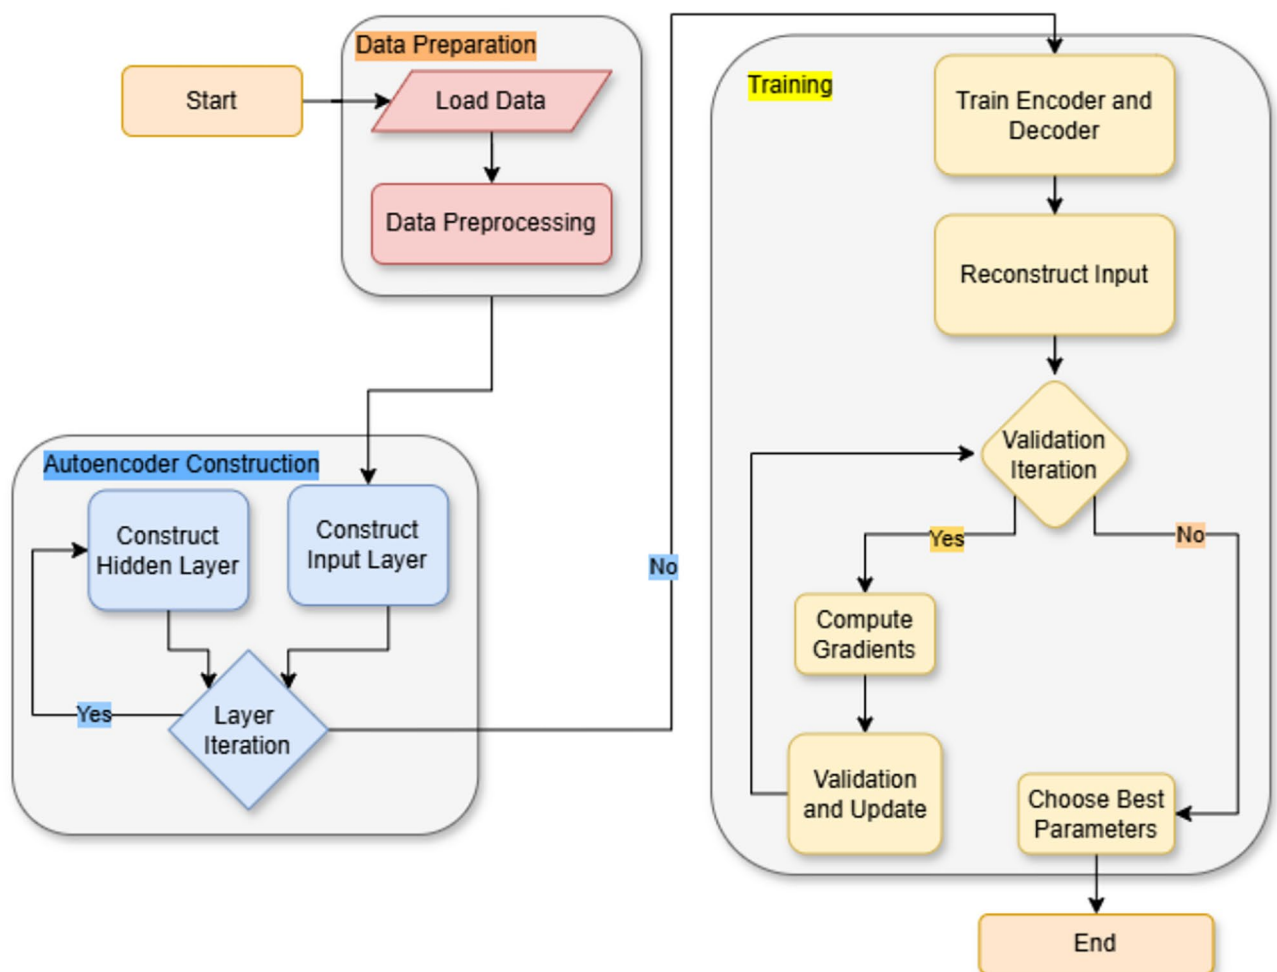 Data Preparation
Start
Load Data
Data Preprocessing
Autoencoder Construction
Construct
Hidden Layer
Construct
Input Layer
Layer
Iteration
Yes
No
Training
Train Encoder and
Decoder
Reconstruct Input
Validation
Iteration
Yes
No
Compute
Gradients
Validation
and Update
Choose Best
Parameters
End